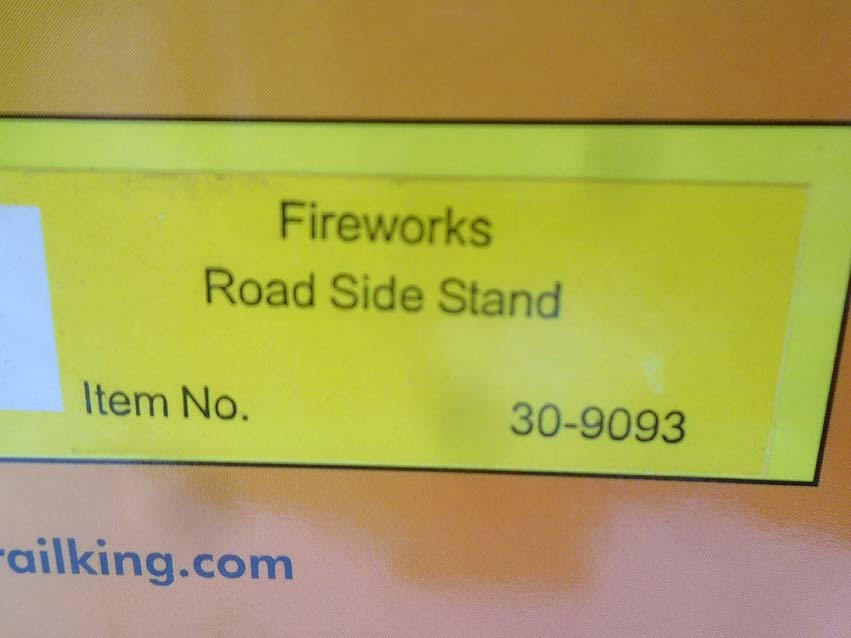 Fireworks
Road Side Stand
Item No. 30-9093
railking.com